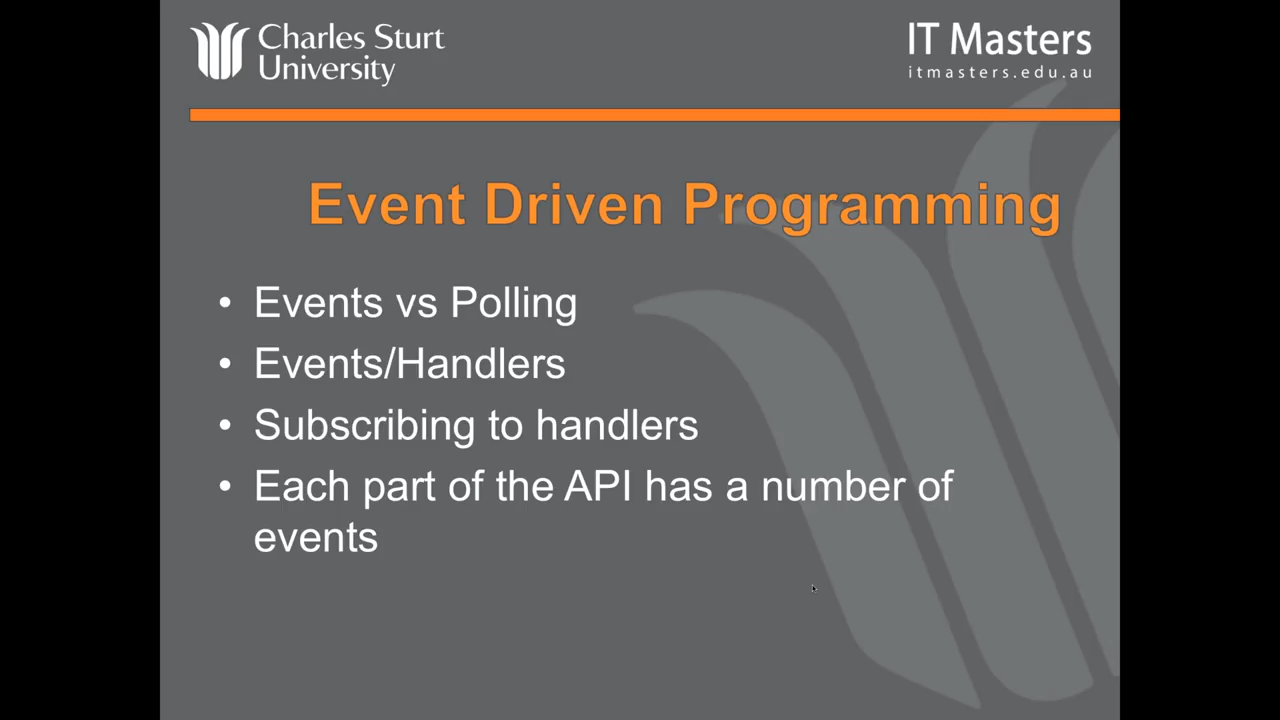 Charles Sturt
University
IT Masters
itmasters.edu.au
Event Driven Programming
• Events vs Polling
• Events/Handlers
• Subscribing to handlers
• Each part of the API has a number of
events